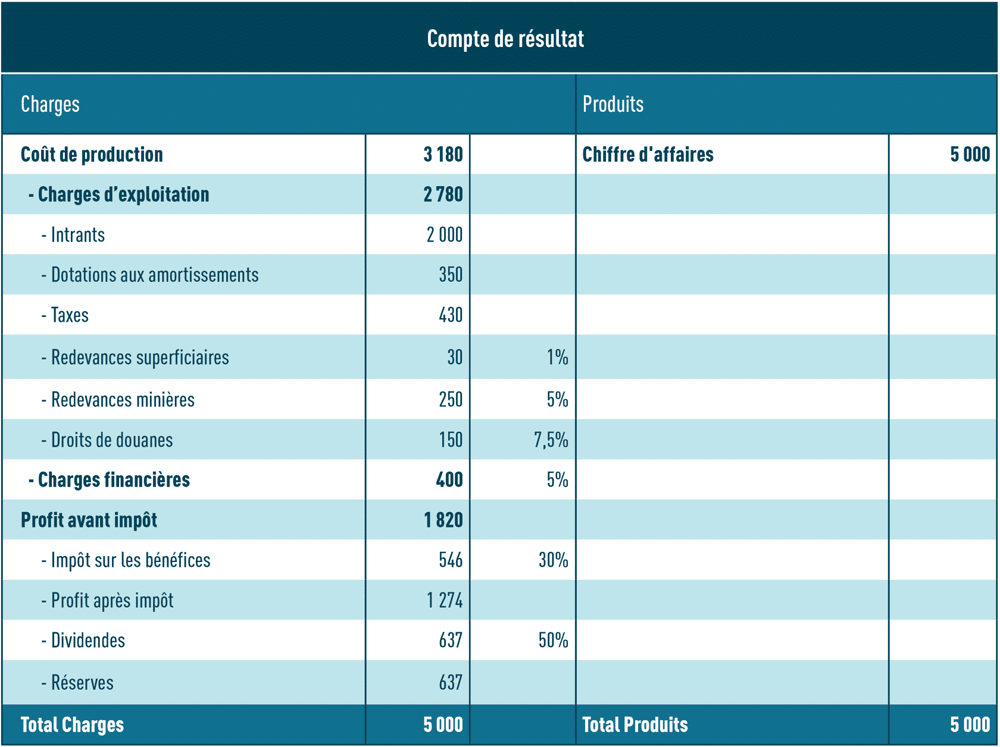 Compte de résultat
Charges Produits
Coût de production 3 180 Chiffre d'affaires 5 000
- Charges d’exploitation 2 780
- Intrants 2 000
- Dotations aux amortissements 350
- Taxes 430
- Redevances superficiaires 30 1%
- Redevances minières 250 5%
- Droits de douanes 150 7,5%
- Charges financières 400 5%
Profit avant impôt 1 820
- Impôt sur les bénéfices 546 30%
- Profit après impôt 1 274
- Dividendes 637 50%
- Réserves 637
Total Charges 5 000 Total Produits 5 000